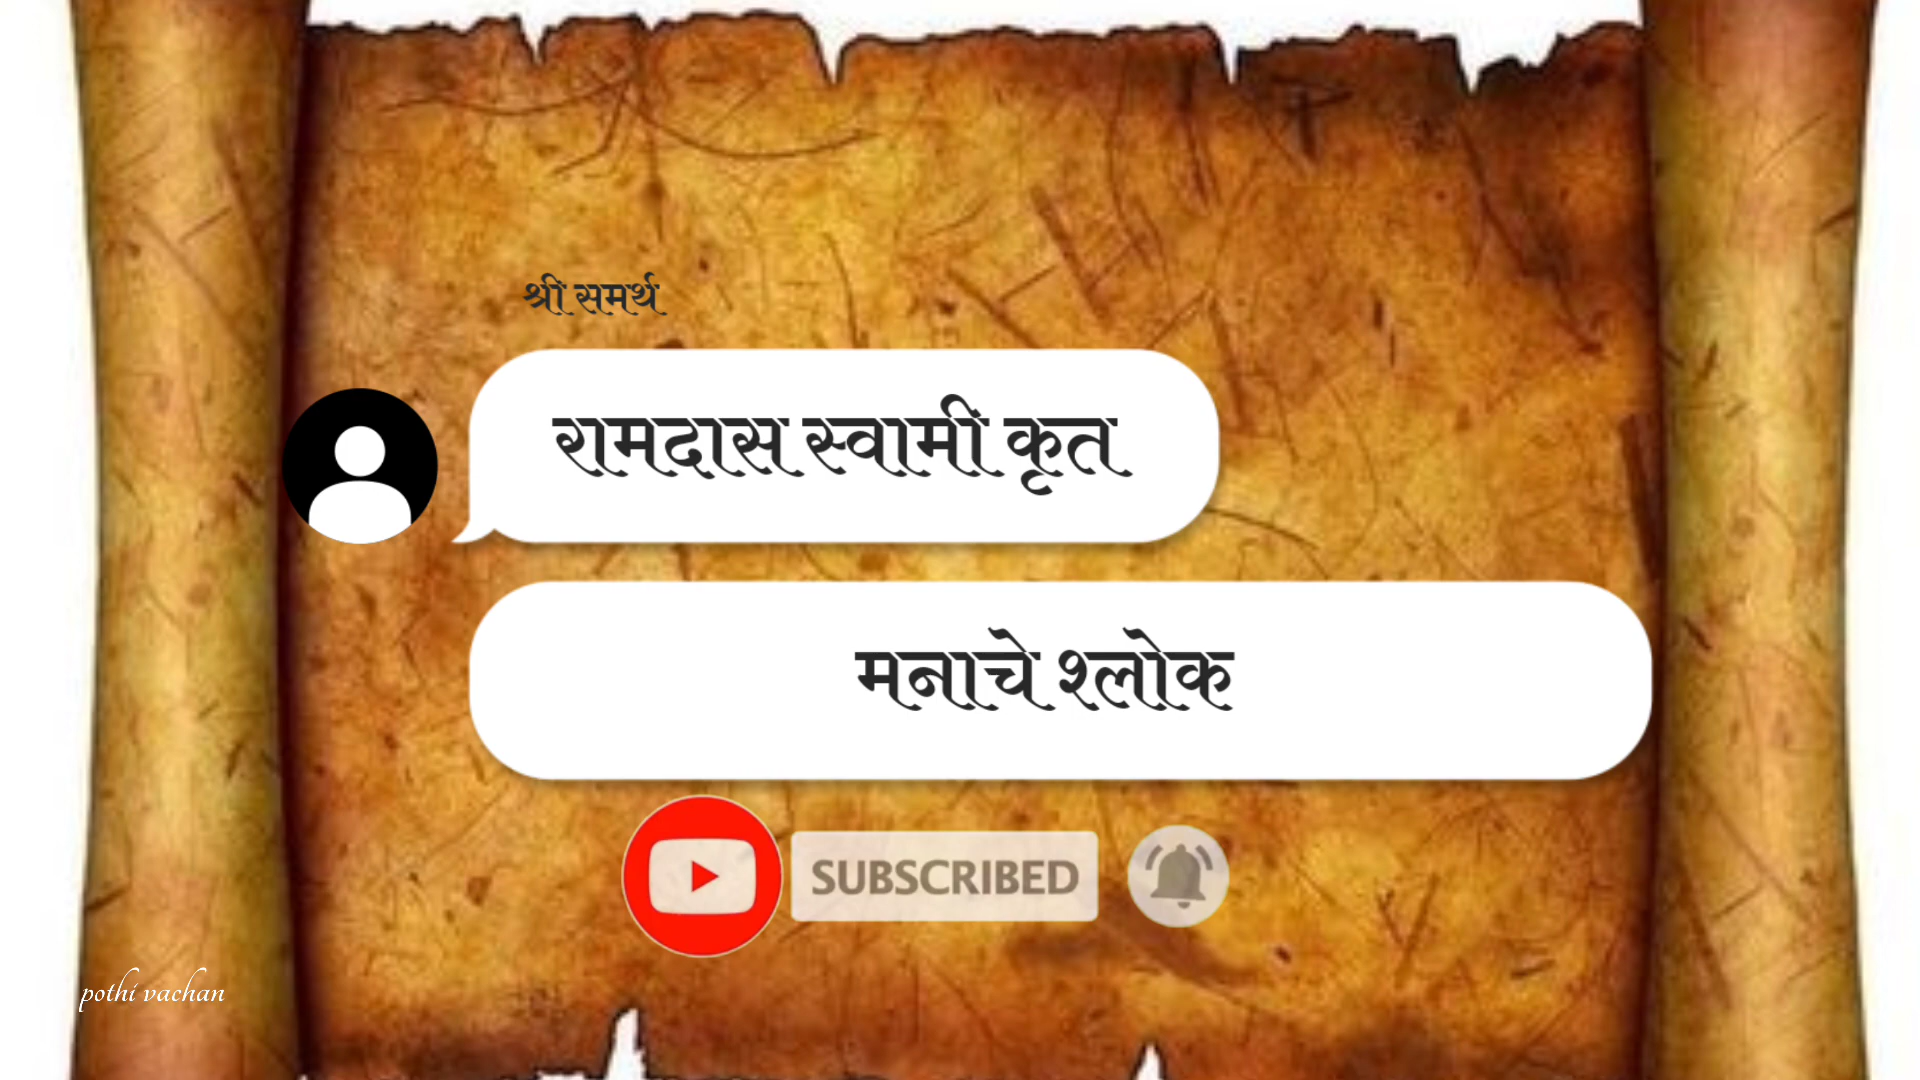 श्री समर्थ
रामदास स्वामी कृत
मनाचे श्लोक
SUBSCRIBED
pothi vachan